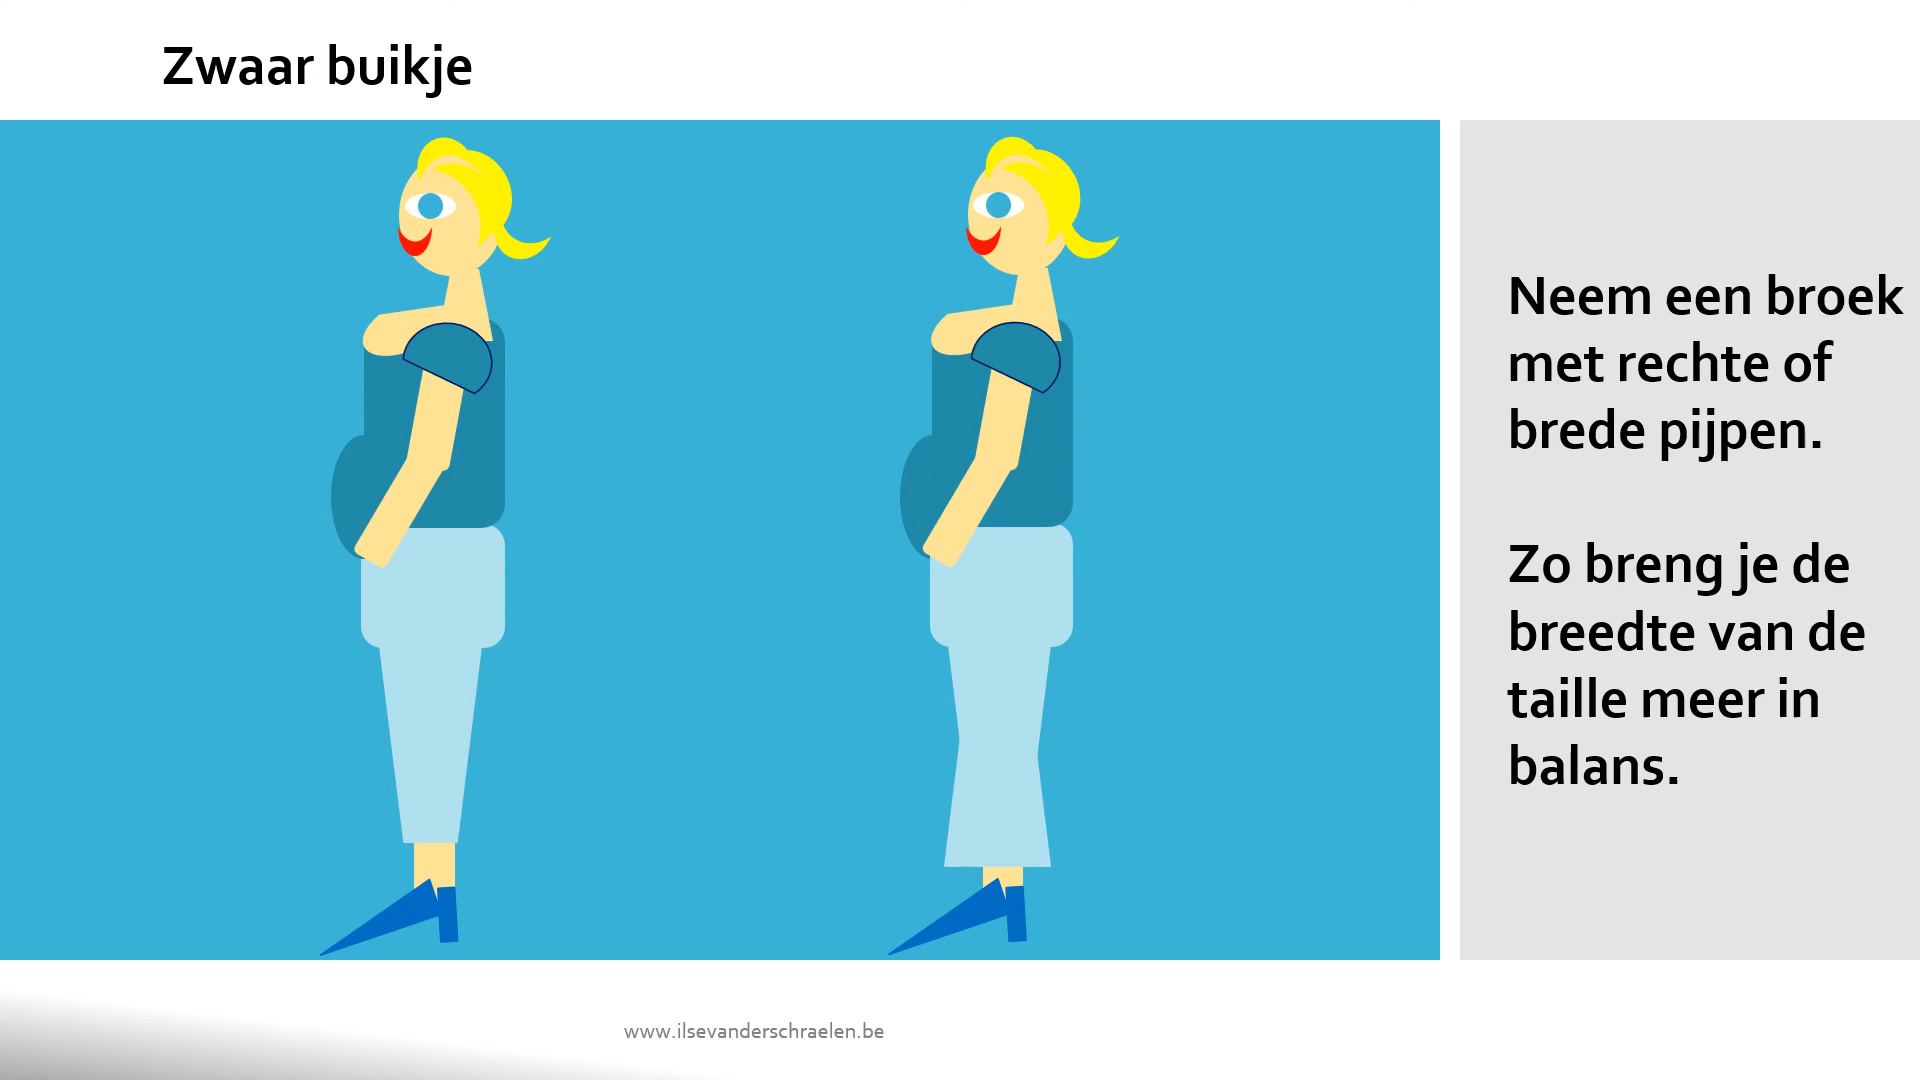 Zwaar buikje
Neem een broek
met rechte of
brede pijpen.
Zo breng je de
breedte van de
taille meer in
balans.
www.ilsevanderschraelen.be